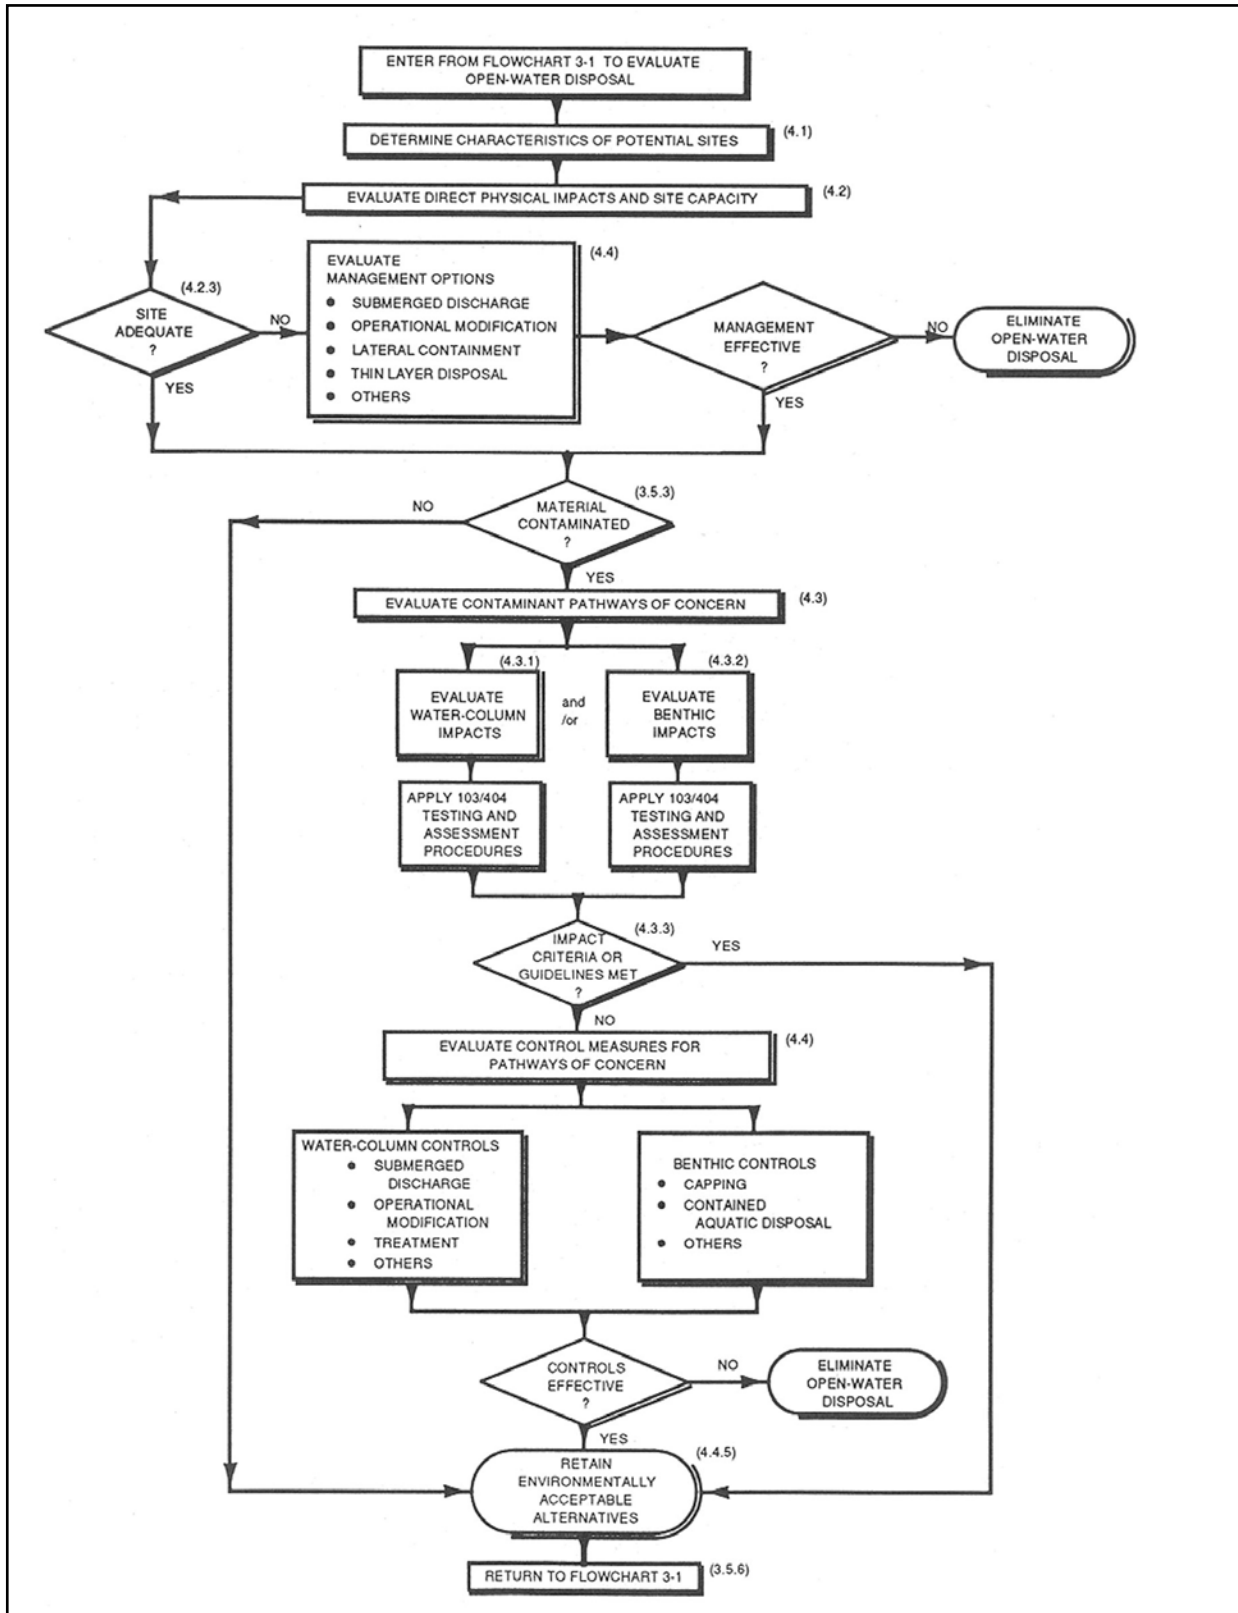 ENTER FROM FLOWCHART 3-1 TO EVALUATE
OPEN-WATER DISPOSAL
DETERMINE CHARACTERISTICS OF POTENTIAL SITES
(4.1)
EVALUATE DIRECT PHYSICAL IMPACTS AND SITE CAPACITY
(4.2)
(4.2.3)
SITE
ADEQUATE
?
NO
YES
(4.4)
EVALUATE
MANAGEMENT OPTIONS
● SUBMERGED DISCHARGE
● OPERATIONAL MODIFICATION
● LATERAL CONTAINMENT
● THIN LAYER DISPOSAL
● OTHERS
MANAGEMENT
EFFECTIVE
?
NO
YES
ELIMINATE
OPEN-WATER
DISPOSAL
(3.5.3)
MATERIAL
CONTAMINATED
?
NO
YES
EVALUATE CONTAMINANT PATHWAYS OF CONCERN
(4.3)
(4.3.1)
EVALUATE
WATER-COLUMN
IMPACTS
and
/or
(4.3.2)
EVALUATE
BENTHIC
IMPACTS
APPLY 103/404
TESTING AND
ASSESSMENT
PROCEDURES
APPLY 103/404
TESTING AND
ASSESSMENT
PROCEDURES
(4.3.3)
IMPACT
CRITERIA OR
GUIDELINES MET
?
YES
NO
EVALUATE CONTROL MEASURES FOR
PATHWAYS OF CONCERN
(4.4)
WATER-COLUMN CONTROLS
● SUBMERGED
DISCHARGE
● OPERATIONAL
MODIFICATION
● TREATMENT
● OTHERS
BENTHIC CONTROLS
● CAPPING
● CONTAINED
AQUATIC DISPOSAL
● OTHERS
CONTROLS
EFFECTIVE
?
NO
YES
ELIMINATE
OPEN-WATER
DISPOSAL
(4.4.5)
RETAIN
ENVIRONMENTALLY
ACCEPTABLE
ALTERNATIVES
RETURN TO FLOWCHART 3-1
(3.5.6)